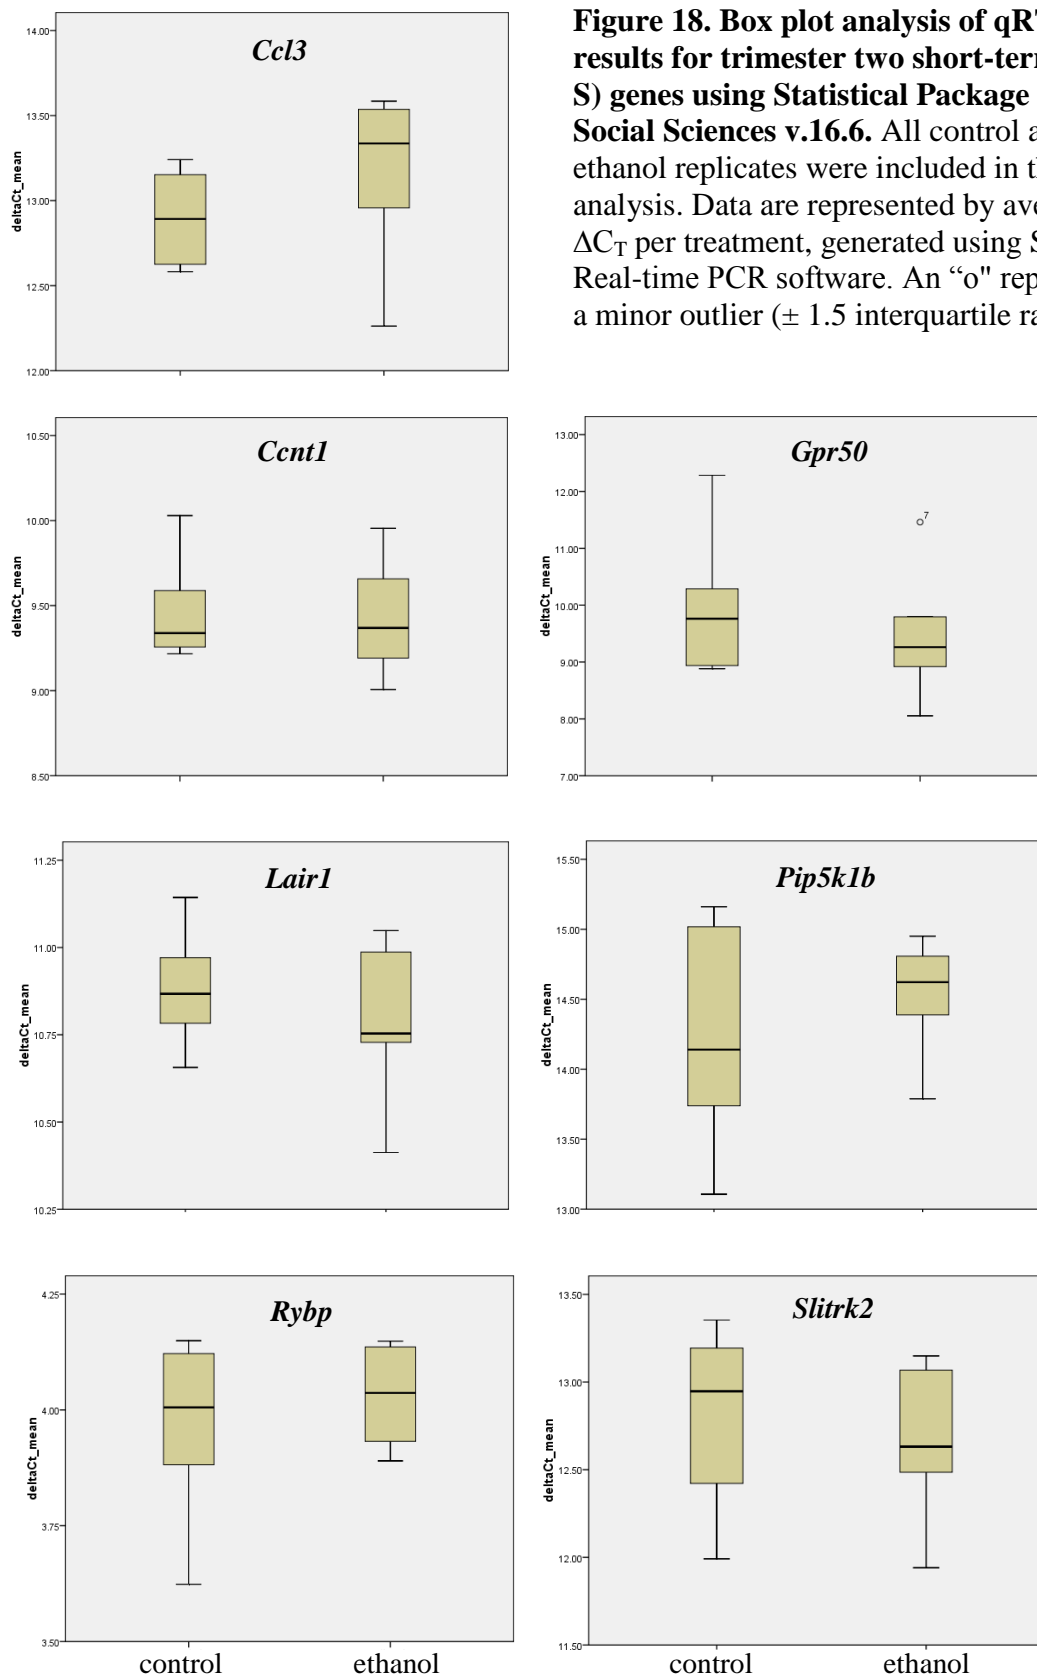 Figure 18. Box plot analysis of qR
results for trimester two short-ter
S) genes using Statistical Package
Social Sciences v.16.6. All control a
ethanol replicates were included in t
analysis. Data are represented by ave
ΔCT per treatment, generated using S
Real-time PCR software. An “o" rep
a minor outlier (± 1.5 interquartile ra
Ccl3
deltaCt_mean
14.00
13.50
13.00
12.50
12.00
Ccnt1
deltaCt_mean
10.50
10.00
9.50
9.00
8.50
Gpr50
deltaCt_mean
13.00
12.00
11.00
10.00
9.00
8.00
7.00
7
Lair1
deltaCt_mean
11.25
11.00
10.75
10.50
10.25
Pip5k1b
deltaCt_mean
15.50
15.00
14.50
14.00
13.50
13.00
Rybp
deltaCt_mean
4.25
4.00
3.75
3.50
control ethanol
Slitrk2
deltaCt_mean
13.50
13.00
12.50
12.00
11.50
control ethanol